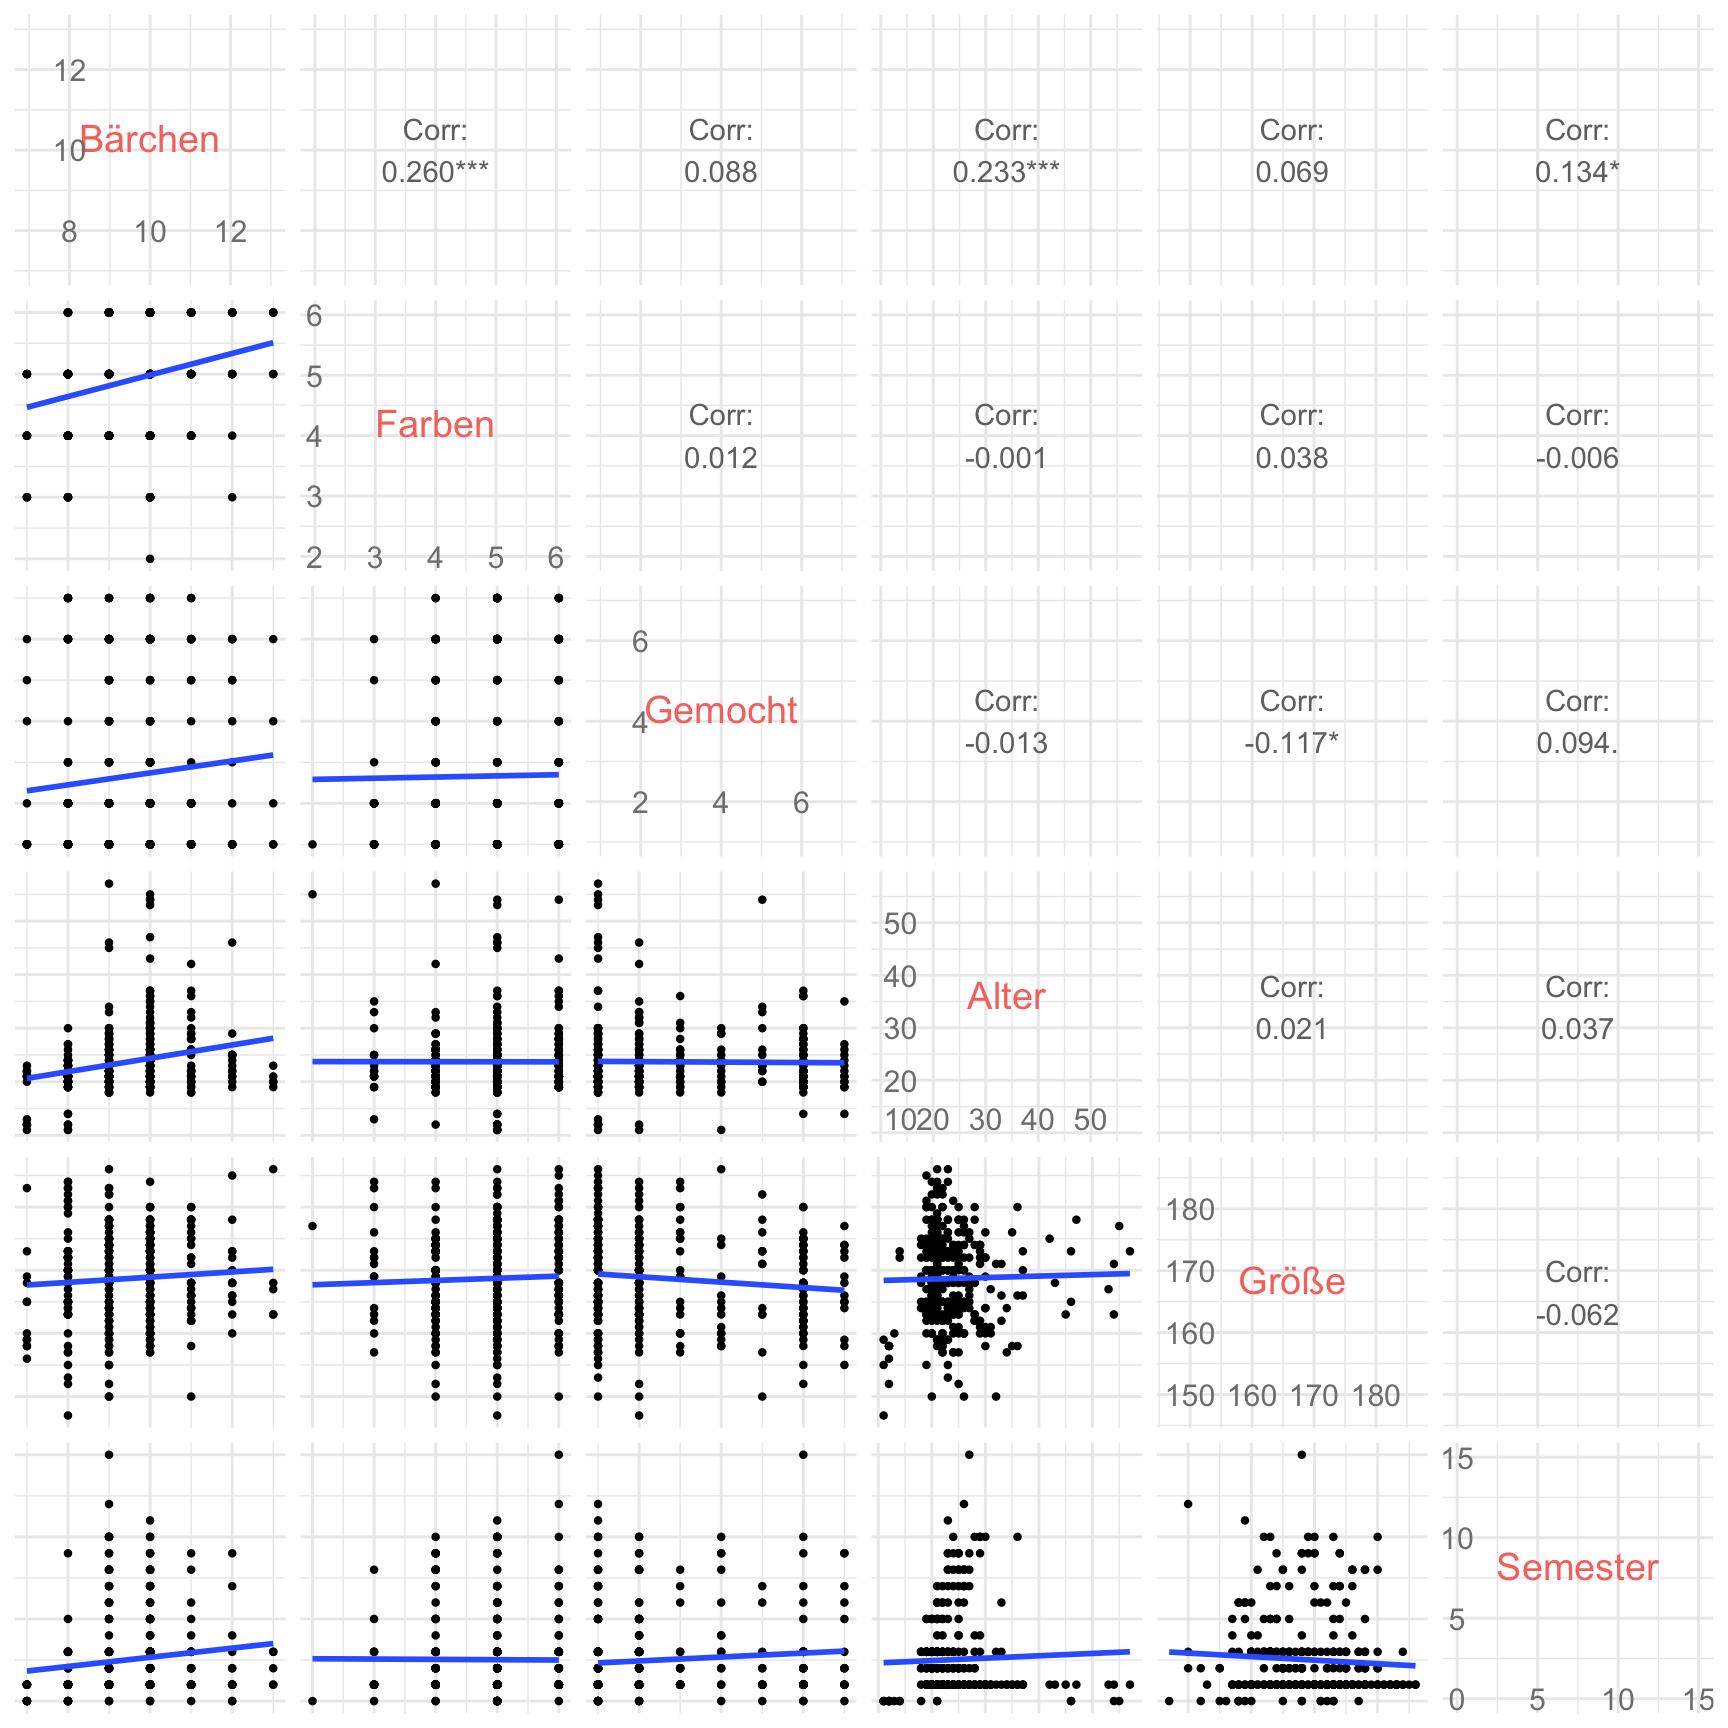 12
10
Bärchen
8 10 12
Corr:
0.260***
Corr:
0.088
Corr:
0.233***
Corr:
0.069
Corr:
0.134*
6
5
4
3
Farben
2 3 4 5 6
Corr:
0.012
Corr:
-0.001
Corr:
0.038
Corr:
-0.006
6
4
Gemocht
2 4 6
Corr:
-0.013
Corr:
-0.117*
Corr:
0.094.
50
40
30
20
Alter
10 20 30 40 50
Corr:
0.021
Corr:
0.037
180
170
160
Größe
150 160 170 180
Corr:
-0.062
15
10
Semester
5
0 5 10 15